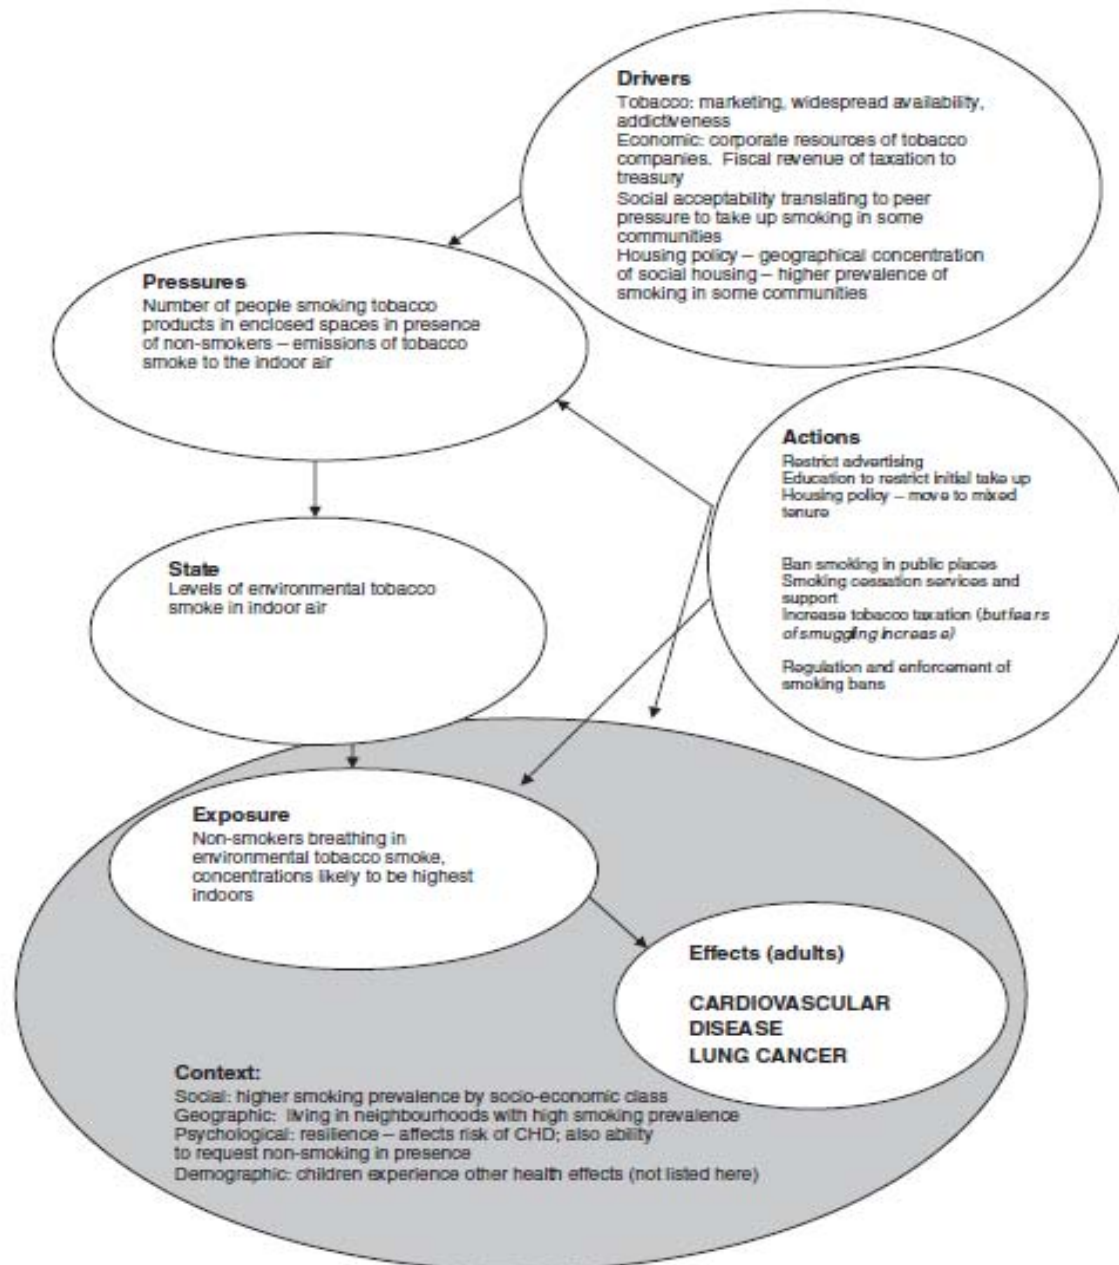 Drivers
Tobacco: marketing, widespread availability,
addictiveness
Economic: corporate resources of tobacco
companies. Fiscal revenue of taxation to
treasury
Social acceptability translating to peer
pressure to take up smoking in some
communities
Housing policy – geographical concentration
of social housing – higher prevalence of
smoking in some communities
Pressures
Number of people smoking tobacco
products in enclosed spaces in presence
of non-smokers – emissions of tobacco
smoke to the indoor air
Actions
Restrict advertising
Education to restrict initial take up
Housing policy – move to mixed
tenure
Ban smoking in public places
Smoking cessation services and
support
Increase tobacco taxation (but fears
of smuggling increase)
Regulation and enforcement of
smoking bans
State
Levels of environmental tobacco
smoke in indoor air
Exposure
Non-smokers breathing in
environmental tobacco smoke,
concentrations likely to be highest
indoors
Effects (adults)
CARDIOVASCULAR
DISEASE
LUNG CANCER
Context:
Social: higher smoking prevalence by socio-economic class
Geographic: living in neighbourhoods with high smoking prevalence
Psychological: resilience – affects risk of CHD; also ability
to request non-smoking in presence
Demographic: children experience other health effects (not listed here)